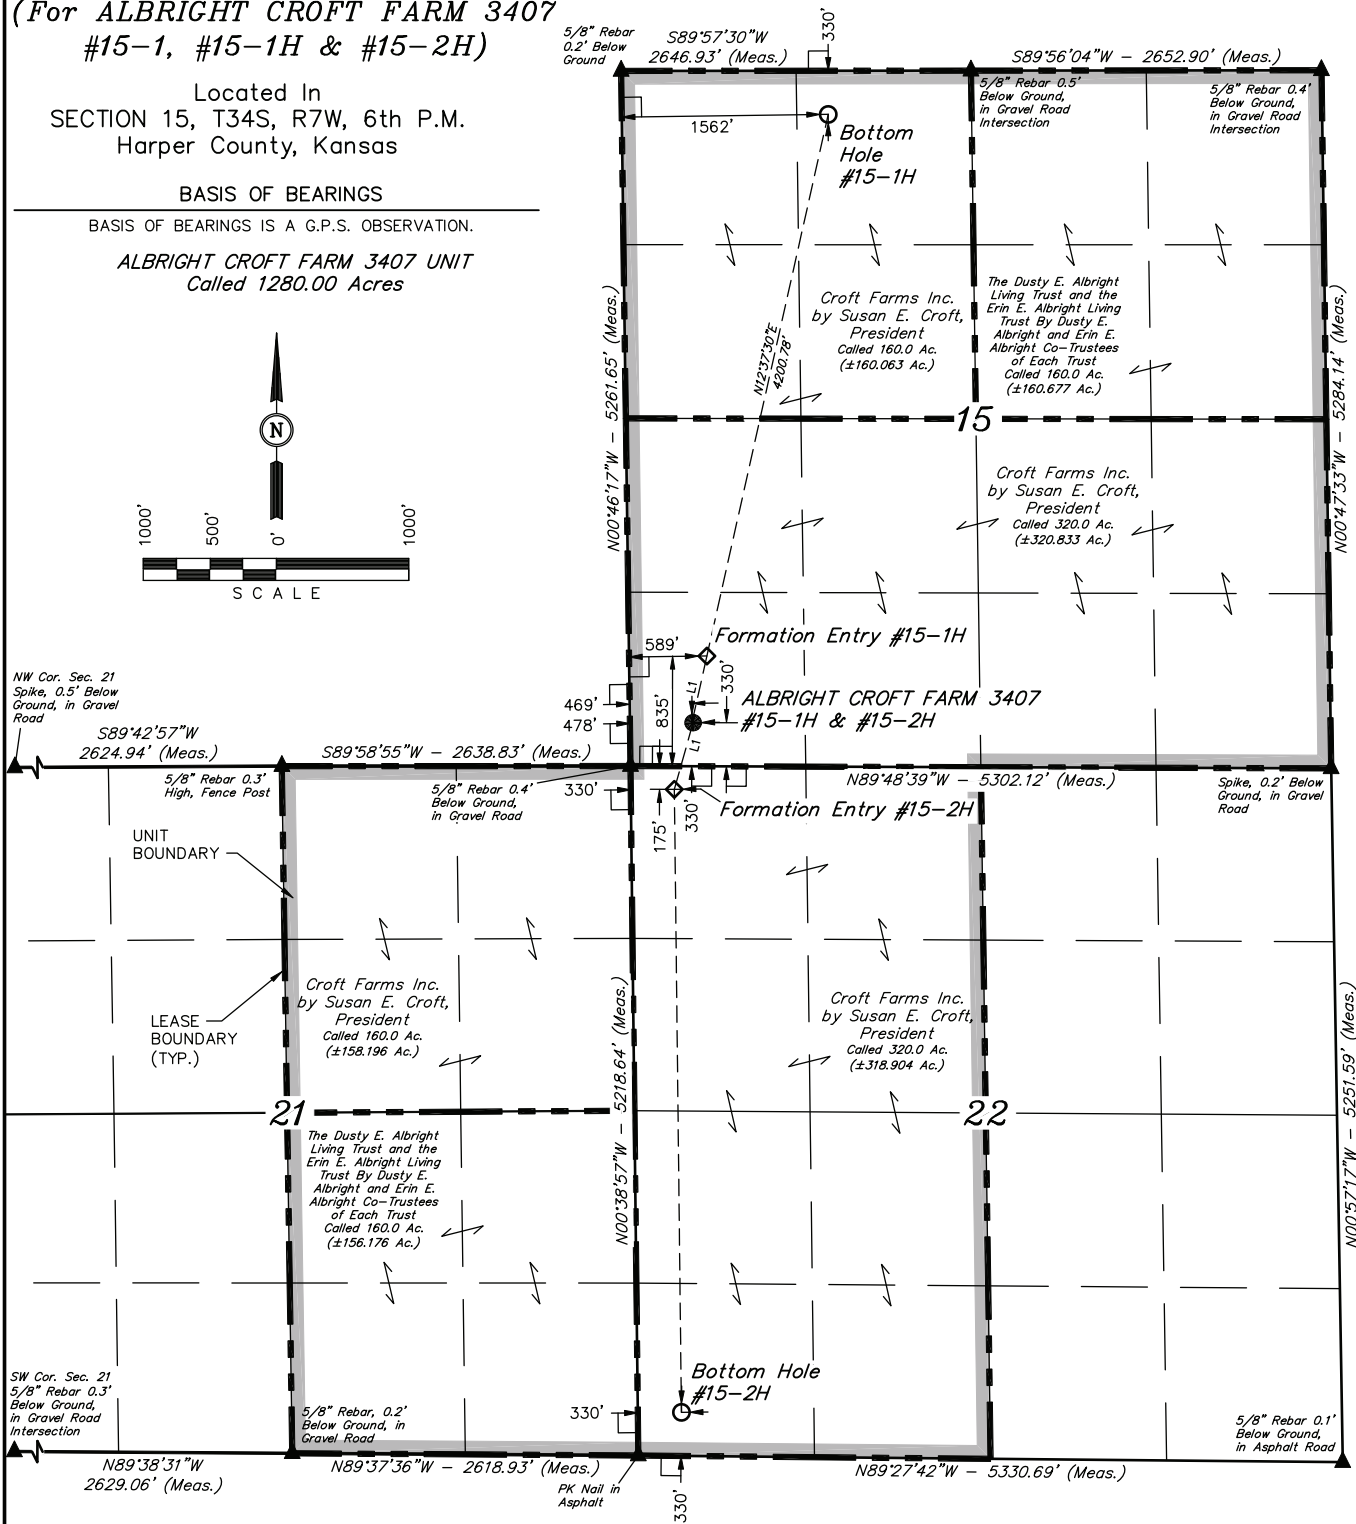 (For ALBRIGHT CROFT FARM 3407
#15-1, #15-1H & #15-2H)
Located In
SECTION 15, T34S, R7W, 6th P.M.
Harper County, Kansas
BASIS OF BEARINGS
BASIS OF BEARINGS IS A G.P.S. OBSERVATION.
ALBRIGHT CROFT FARM 3407 UNIT
Called 1280.00 Acres
N
1000'
500'
0'
1000'
SCALE
5/8" Rebar
0.2' Below
Ground
S89°57'30"W
2646.93' (Meas.)
330'
S89°56'04"W - 2652.90' (Meas.)
5/8" Rebar 0.5'
Below Ground,
in Gravel Road
Intersection
5/8" Rebar 0.4'
Below Ground,
in Gravel Road
Intersection
1562'
Bottom
Hole
#15-1H
N12°37'30"E
4200.78'
Croft Farms Inc.
by Susan E. Croft,
President
Called 160.0 Ac.
(±160.063 Ac.)
The Dusty E. Albright
Living Trust and the
Erin E. Albright Living
Trust By Dusty E.
Albright and Erin E.
Albright Co-Trustees
of Each Trust
Called 160.0 Ac.
(±160.677 Ac.)
N00°46'17"W - 5261.65' (Meas.)
N00°47'33"W - 5284.14' (Meas.)
15
Croft Farms Inc.
by Susan E. Croft,
President
Called 320.0 Ac.
(±320.833 Ac.)
Formation Entry #15-1H
589'
330'
L1
835'
469'
478'
L1
ALBRIGHT CROFT FARM 3407
#15-1H & #15-2H
NW Cor. Sec. 21
Spike, 0.5' Below
Ground, in Gravel
Road
S89°42'57"W
2624.94' (Meas.)
S89°58'55"W - 2638.83' (Meas.)
5/8" Rebar 0.3'
High, Fence Post
5/8" Rebar 0.4'
Below Ground,
in Gravel Road
330'
N89°48'39"W - 5302.12' (Meas.)
Spike, 0.2' Below
Ground, in Gravel
Road
175'
330'
Formation Entry #15-2H
UNIT
BOUNDARY
LEASE
BOUNDARY
(TYP.)
Croft Farms Inc.
by Susan E. Croft,
President
Called 160.0 Ac.
(±158.196 Ac.)
N00°38'57"W - 5218.64' (Meas.)
Croft Farms Inc.
by Susan E. Croft,
President
Called 320.0 Ac.
(±318.904 Ac.)
N00°57'17"W - 5251.59' (Meas.)
21
22
The Dusty E. Albright
Living Trust and the
Erin E. Albright Living
Trust By Dusty E.
Albright and Erin E.
Albright Co-Trustees
of Each Trust
Called 160.0 Ac.
(±156.176 Ac.)
Bottom Hole
#15-2H
SW Cor. Sec. 21
5/8" Rebar 0.3'
Below Ground,
in Gravel Road
Intersection
5/8" Rebar, 0.2'
Below Ground, in
Gravel Road
330'
5/8" Rebar 0.1'
Below Ground,
in Asphalt Road
N89°38'31"W
2629.06' (Meas.)
N89°37'36"W - 2618.93' (Meas.)
PK Nail in
Asphalt
330'
N89°27'42"W - 5330.69' (Meas.)